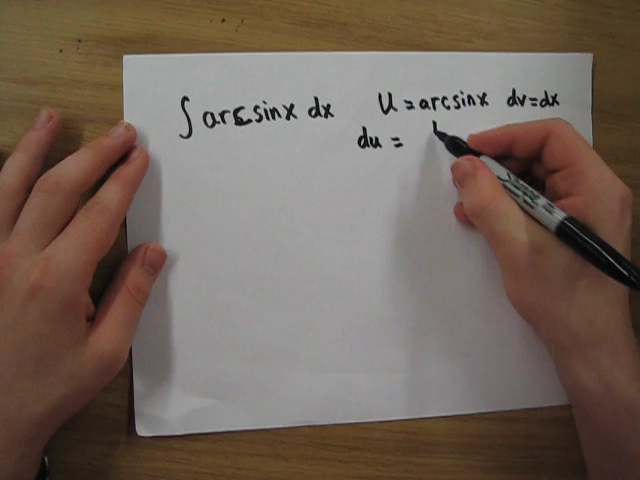 ∫ arcsinx dx u = arcsinx dv = dx
du =